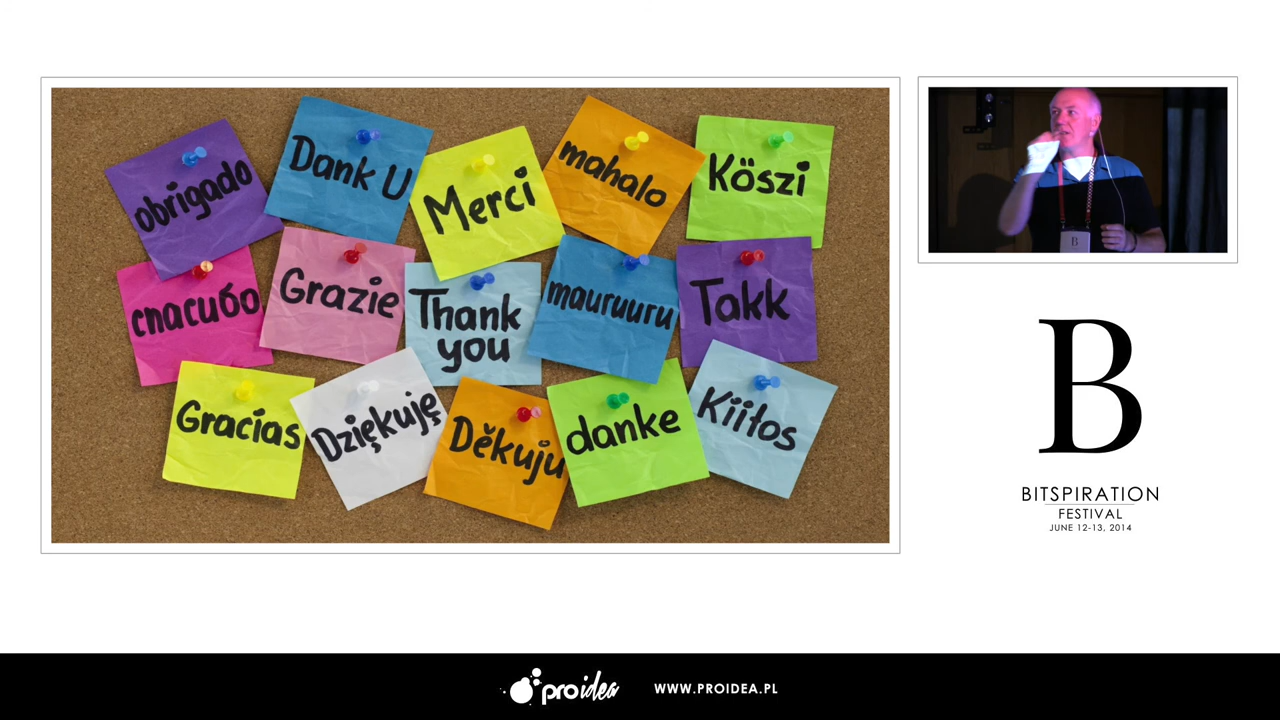 obrigado
Dank U
Merci
mahalo
Köszi
спасибо
Grazie
Thank
you
mauruuru
Takk
Gracias
Dziękuję
Děkuju
danke
Kiitos
B
B
BITSPIRATION
FESTIVAL
JUNE 12-13, 2014
proidea
WWW.PROIDEA.PL